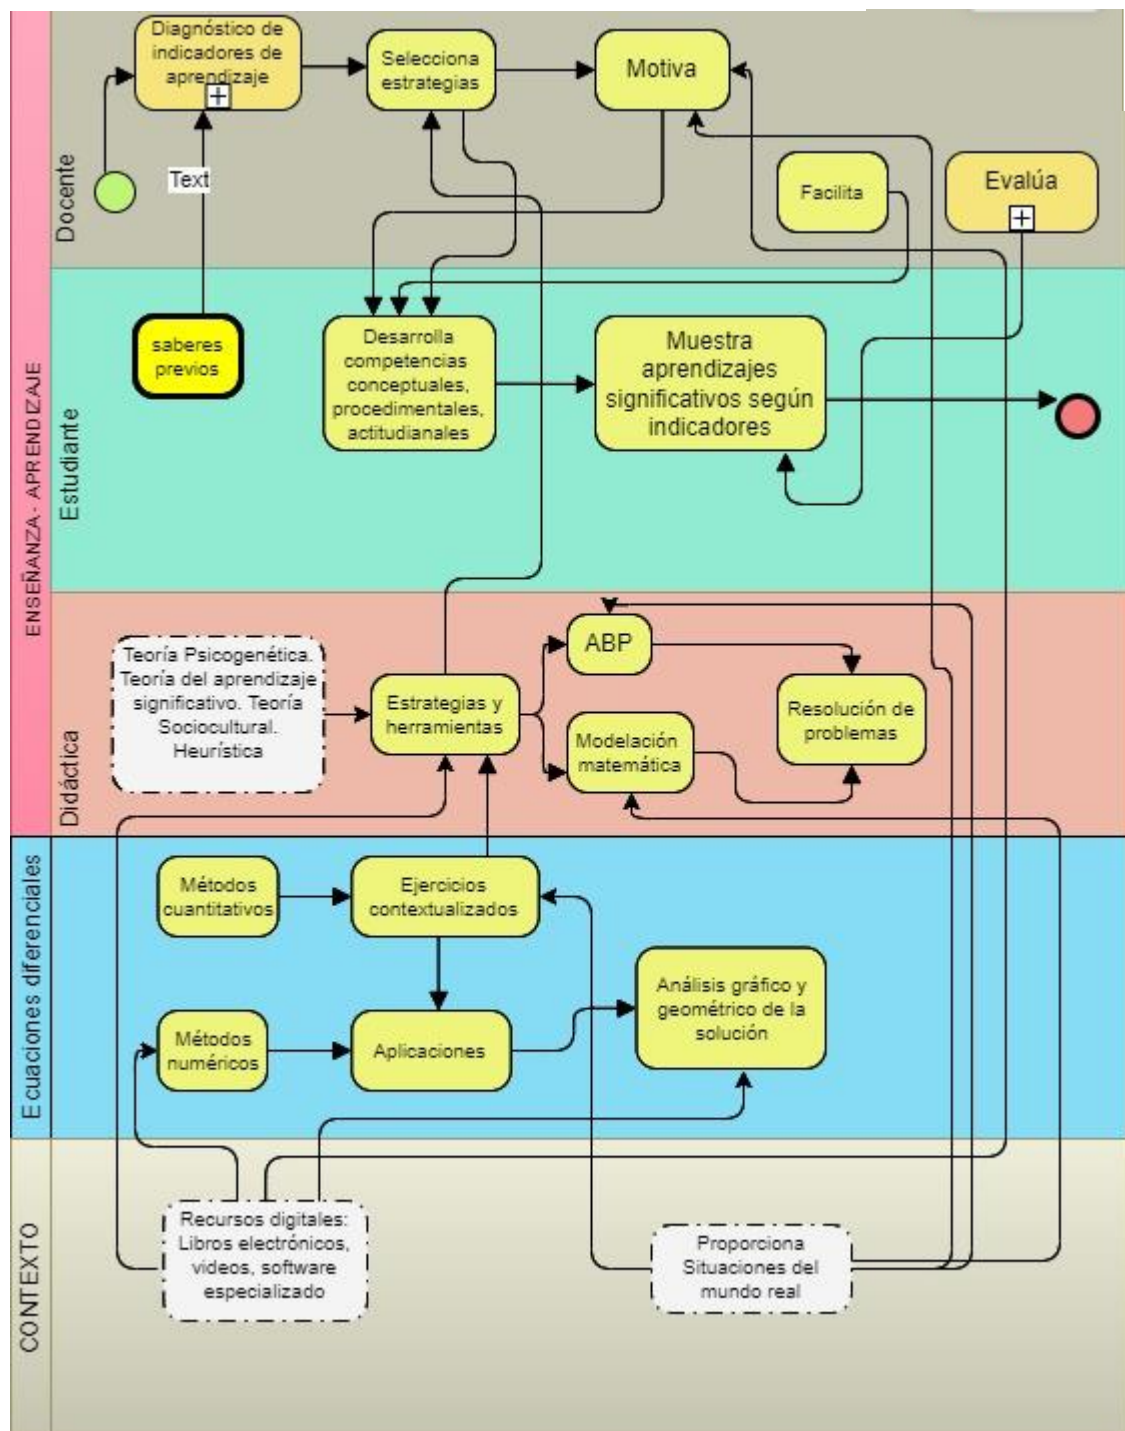 ENSEÑANZA - APRENDIZAJE
Docente
Diagnóstico de
indicadores de
aprendizaje
Selecciona
estrategias
Motiva
Text
Facilita
Evalúa
Estudiante
saberes
previos
Desarrolla
competencias
conceptuales,
procedimentales,
actitudianales
Muestra
aprendizajes
significativos según
indicadores
Didáctica
Teoría Psicogenética.
Teoría del aprendizaje
significativo. Teoría
Sociocultural.
Heurística
Estrategias y
herramientas
ABP
Modelación
matemática
Resolución de
problemas
Ecuaciones diferenciales
Métodos
cuantitativos
Ejercicios
contextualizados
Métodos
numéricos
Aplicaciones
Análisis gráfico y
geométrico de la
solución
CONTEXTO
Recursos digitales:
Libros electrónicos,
videos, software
especializado
Proporciona
Situaciones del
mundo real